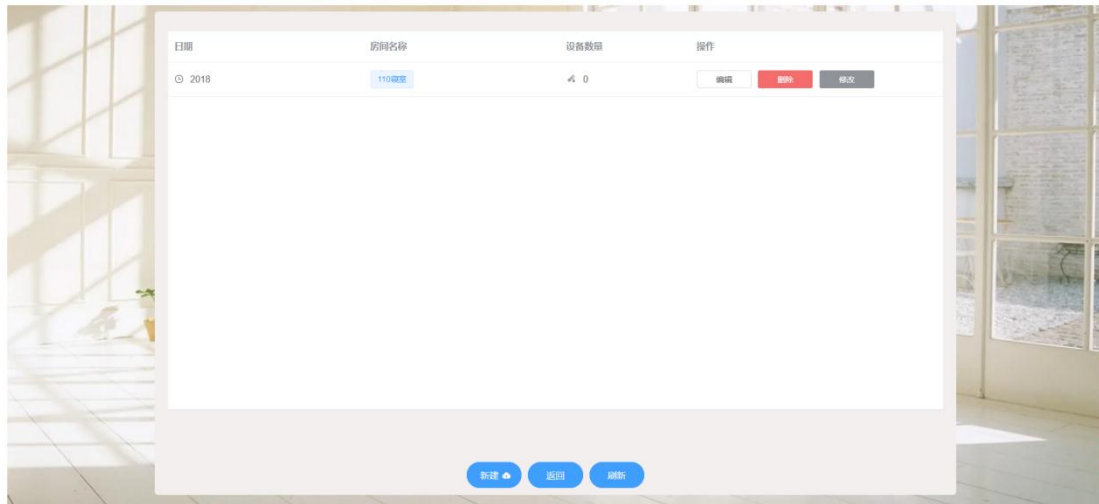 日期 房间名称 设备数量 操作
2018 110寝室 0 编辑 删除 修改
新建 返回 刷新